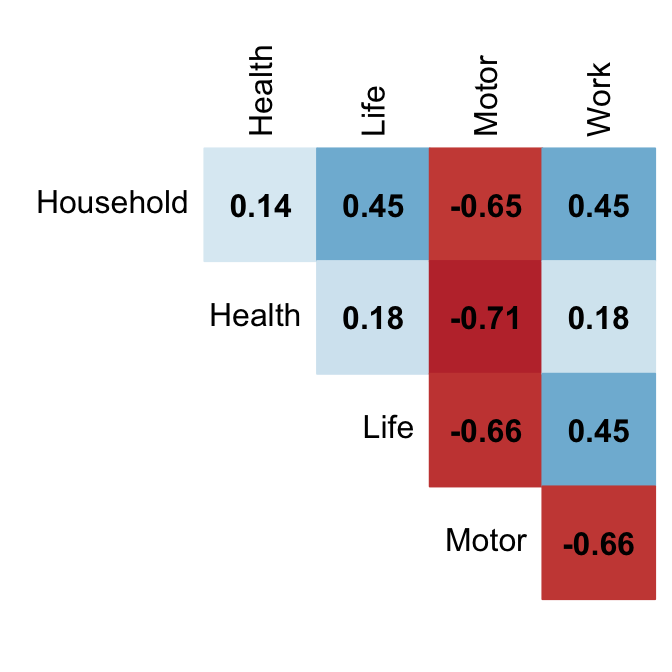 Health Life Motor Work
Household 0.14 0.45 -0.65 0.45
Health 0.18 -0.71 0.18
Life -0.66 0.45
Motor -0.66